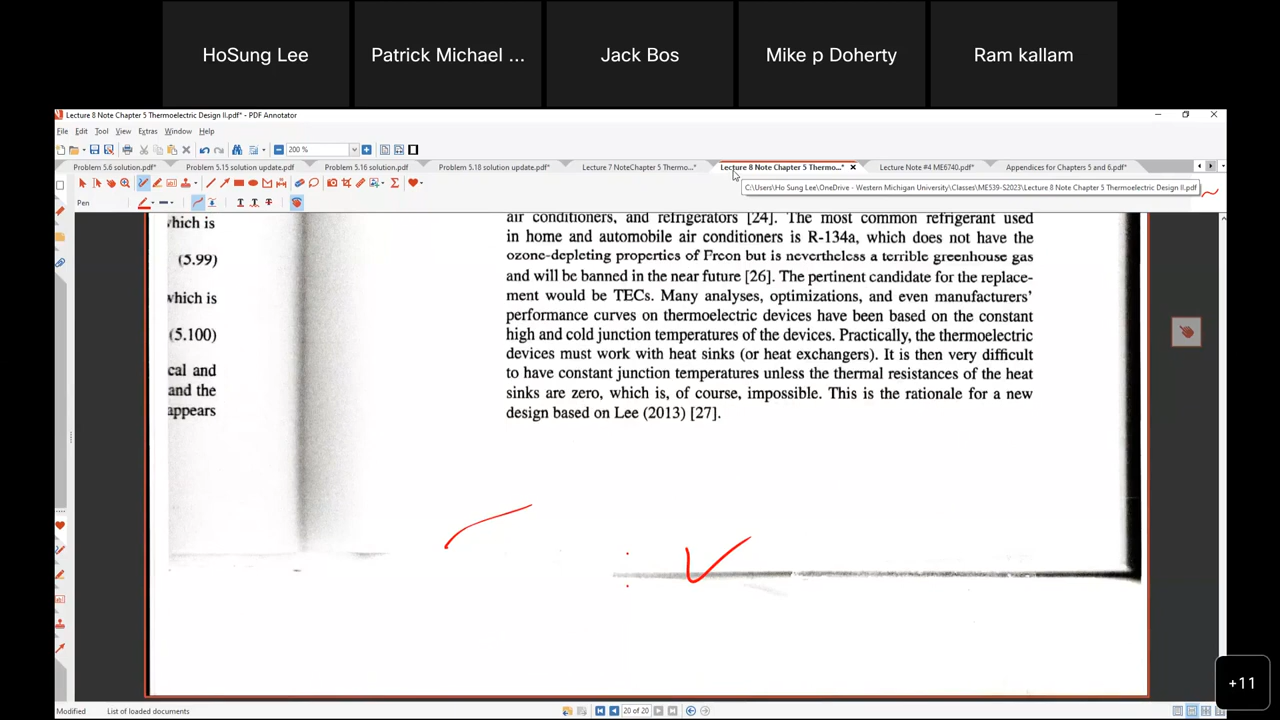 HoSung Lee
Patrick Michael ...
Jack Bos
Mike p Doherty
Ram kallam
Lecture 8 Note Chapter 5 Thermoelectric Design II.pdf* - PDF Annotator
File Edit Tool View Extras Window Help
200 %
Problem 5.6 solution.pdf* Problem 5.15 solution update.pdf Problem 5.16 solution.pdf Problem 5.18 solution update.pdf* Lecture 7 NoteChapter 5 Thermo...* Lecture 8 Note Chapter 5 Thermo...* Lecture Note #4 ME6740.pdf* Appendices for Chapters 5 and 6.pdf*
C:\Users\Ho Sung Lee\OneDrive - Western Michigan University\Classes\ME539-S2023\Lecture 8 Note Chapter 5 Thermoelectric Design II.pdf
Pen
which is
(5.99)
which is
(5.100)
cal and
and the
appears
air conditioners, and refrigerators [24]. The most common refrigerant used
in home and automobile air conditioners is R-134a, which does not have the
ozone-depleting properties of Freon but is nevertheless a terrible greenhouse gas
and will be banned in the near future [26]. The pertinent candidate for the replace-
ment would be TECs. Many analyses, optimizations, and even manufacturers'
performance curves on thermoelectric devices have been based on the constant
high and cold junction temperatures of the devices. Practically, the thermoelectric
devices must work with heat sinks (or heat exchangers). It is then very difficult
to have constant junction temperatures unless the thermal resistances of the heat
sinks are zero, which is, of course, impossible. This is the rationale for a new
design based on Lee (2013) [27].
+11
Modified List of loaded documents 20 of 20